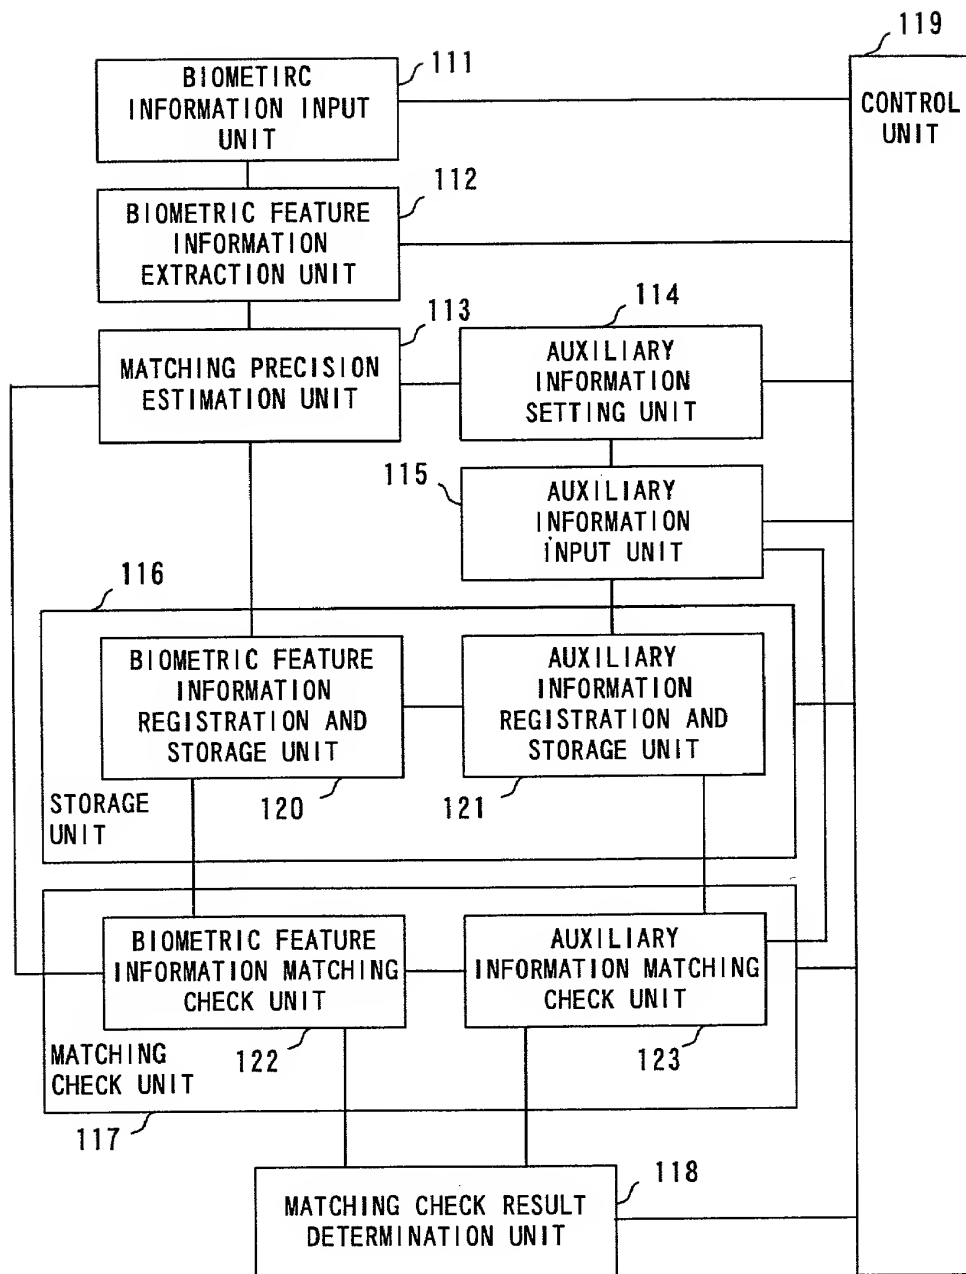 119
111
BIOMETIRC
INFORMATION INPUT
UNIT
CONTROL
UNIT
112
BIOMETRIC FEATURE
INFORMATION
EXTRACTION UNIT
113
MATCHING PRECISION
ESTIMATION UNIT
114
AUXILIARY
INFORMATION
SETTING UNIT
115
AUXILIARY
INFORMATION
INPUT UNIT
116
BIOMETRIC FEATURE
INFORMATION
REGISTRATION AND
STORAGE UNIT
AUXILIARY
INFORMATION
REGISTRATION AND
STORAGE UNIT
120
121
STORAGE
UNIT
BIOMETRIC FEATURE
INFORMATION MATCHING
CHECK UNIT
AUXILIARY
INFORMATION MATCHING
CHECK UNIT
122
123
MATCHING
CHECK UNIT
117
118
MATCHING CHECK RESULT
DETERMINATION UNIT